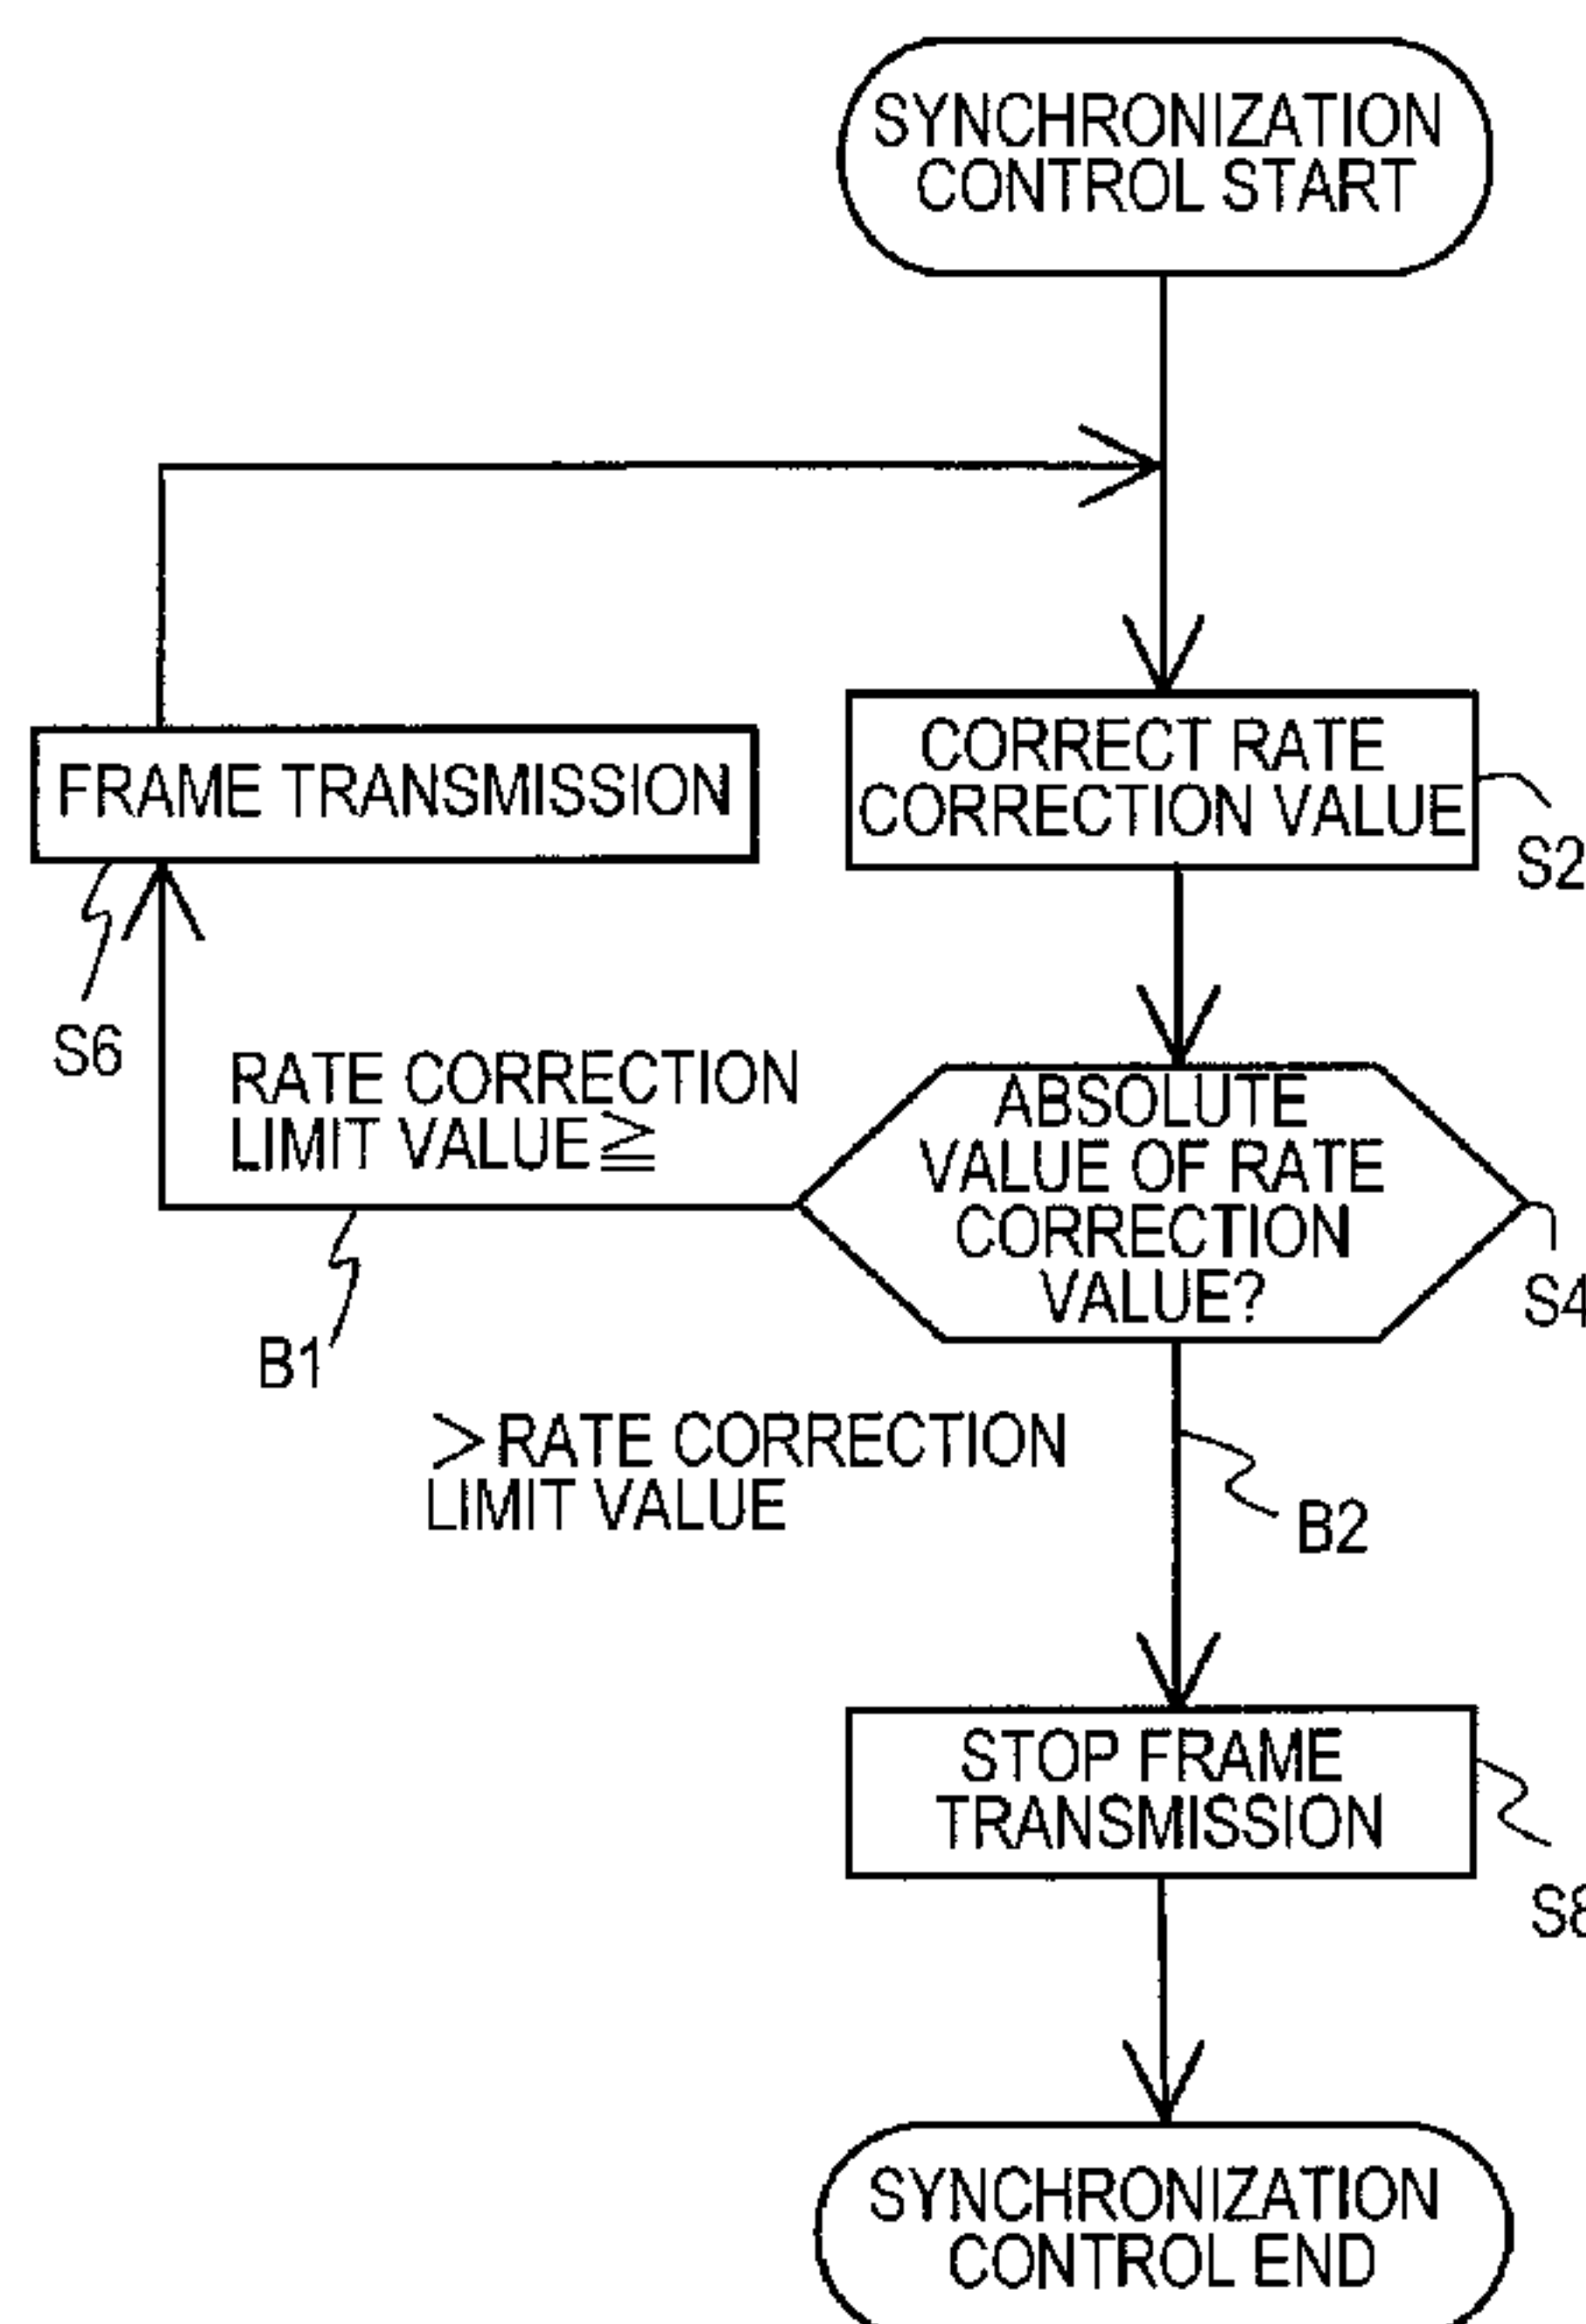 SYNCHRONIZATION
CONTROL START
CORRECT RATE
CORRECTION VALUE
S2
FRAME TRANSMISSION
S6
RATE CORRECTION
LIMIT VALUE≧
B1
ABSOLUTE
VALUE OF RATE
CORRECTION
VALUE?
S4
>RATE CORRECTION
LIMIT VALUE
B2
STOP FRAME
TRANSMISSION
S8
SYNCHRONIZATION
CONTROL END